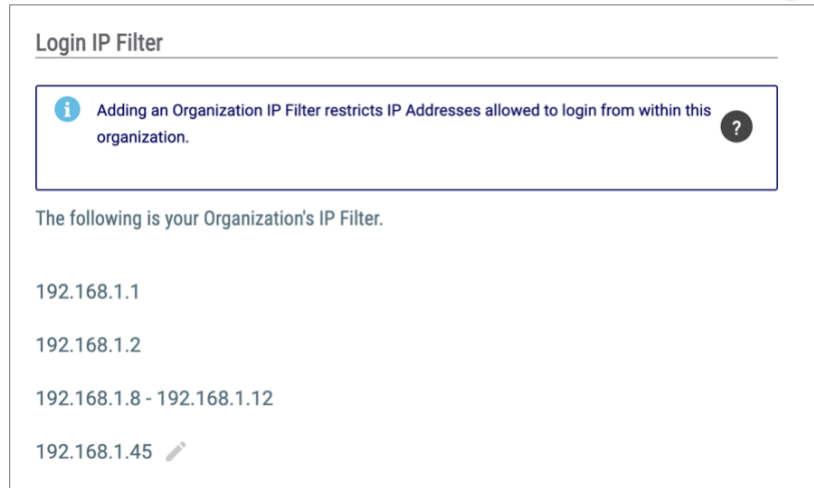 Login IP Filter
i
Adding an Organization IP Filter restricts IP Addresses allowed to login from within this
organization.
?
The following is your Organization's IP Filter.
192.168.1.1
192.168.1.2
192.168.1.8 - 192.168.1.12
192.168.1.45